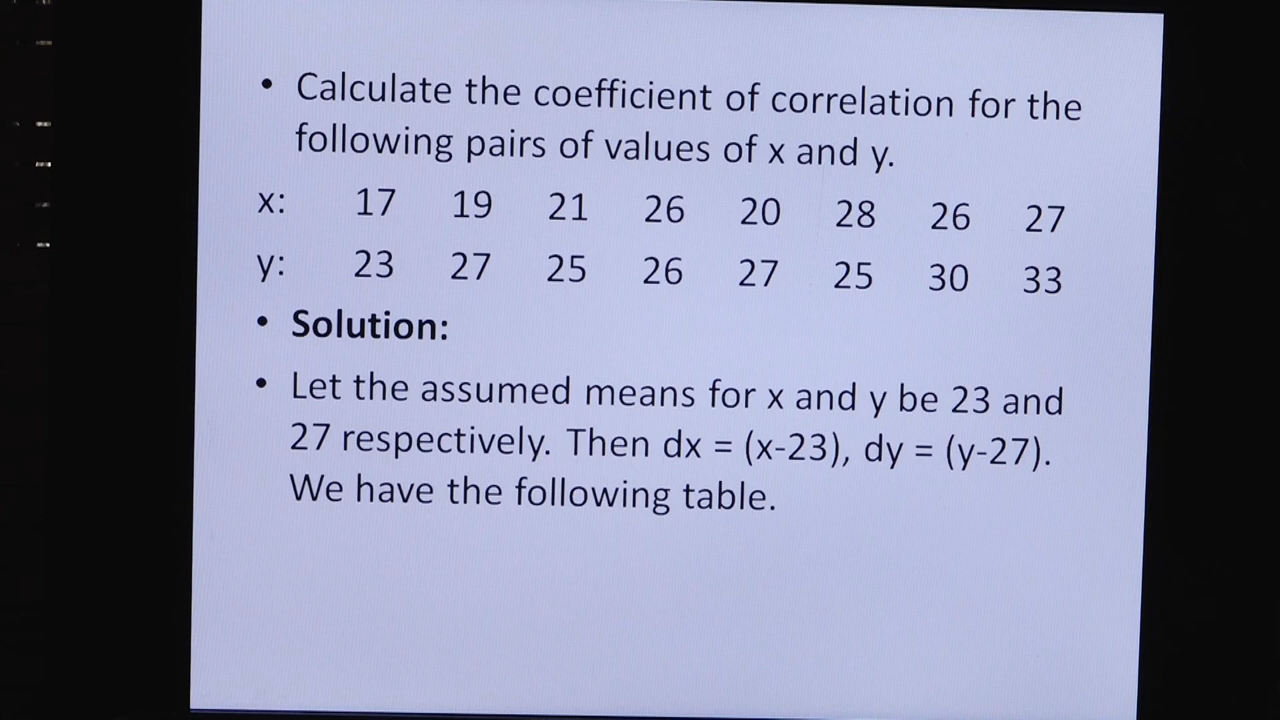 • Calculate the coefficient of correlation for the
following pairs of values of x and y.
x: 17 19 21 26 20 28 26 27
y: 23 27 25 26 27 25 30 33
• Solution:
• Let the assumed means for x and y be 23 and
27 respectively. Then dx = (x-23), dy = (y-27).
We have the following table.